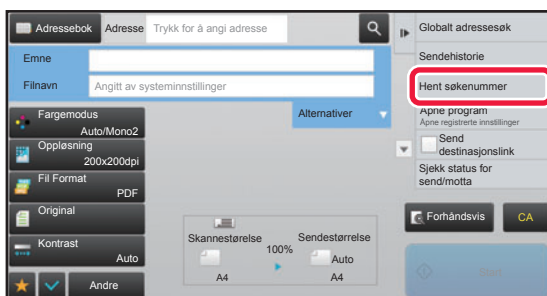 Adressebok Adresse Trykk for å angi adresse
Emne
Filnavn Angitt av systeminnstillinger
Alternativer
Fargemodus
Auto/Mono2
Oppløsning
200x200dpi
Fil Format
PDF
Original
Kontrast
Auto
Andre
Skannestørelse 100% Sendestørrelse
Auto
A4 A4
Globalt adressesøk
Sendehistorie
Hent søkenummer
Åpne program
Åpne registrerte innstillinger
Send
destinasjonslink
Sjekk status for
send/motta
Forhåndsvis CA
Start